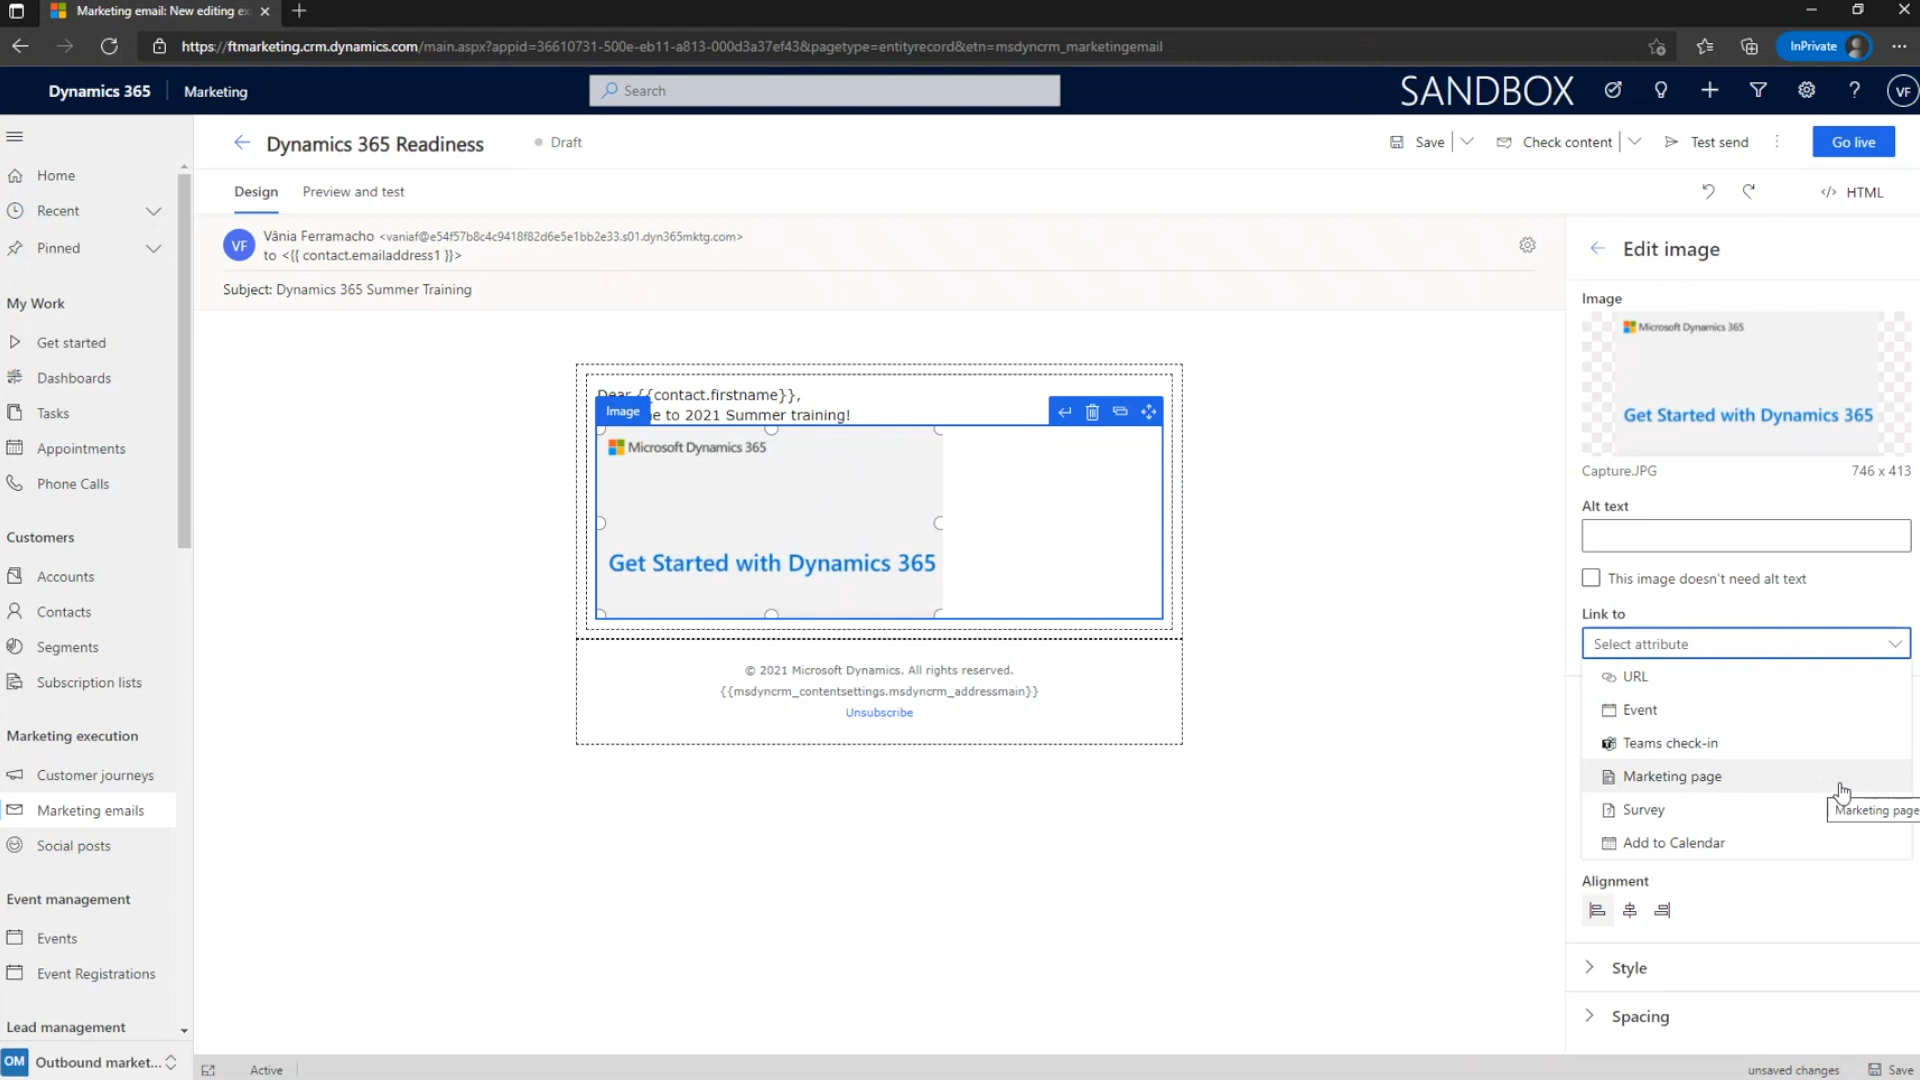 Marketing email: New editing e
https://ftmarketing.crm.dynamics.com/main.aspx?appid=36610731-500e-eb11-a813-000d3a37ef43&pagetype=entityrecord&etn=msdyncrm_marketingemail
InPrivate
Dynamics 365
Marketing
Search
SANDBOX
VF
Dynamics 365 Readiness
Draft
Save
Check content
Test send
Go live
Home
Recent
Pinned
My Work
Get started
Dashboards
Tasks
Appointments
Phone Calls
Customers
Accounts
Contacts
Segments
Subscription lists
Marketing execution
Customer journeys
Marketing emails
Social posts
Event management
Events
Event Registrations
Lead management
OM Outbound market...
Design
Preview and test
</> HTML
VF
Vânia Ferramacho <vaniaf@e54f57b8c4c9418f82d6e5e1bb2e33.s01.dyn365mktg.com>
to <{{ contact.emailaddress1 }}>
Subject: Dynamics 365 Summer Training
Dear {{contact.firstname}},
Image
e to 2021 Summer training!
Microsoft Dynamics 365
Get Started with Dynamics 365
© 2021 Microsoft Dynamics. All rights reserved.
{{msdyncrm_contentsettings.msdyncrm_addressmain}}
Unsubscribe
Edit image
Image
Microsoft Dynamics 365
Get Started with Dynamics 365
Capture.JPG
746 x 413
Alt text
This image doesn't need alt text
Link to
Select attribute
URL
Event
Teams check-in
Marketing page
Marketing page
Survey
Add to Calendar
Alignment
Style
Spacing
Active
unsaved changes
Save